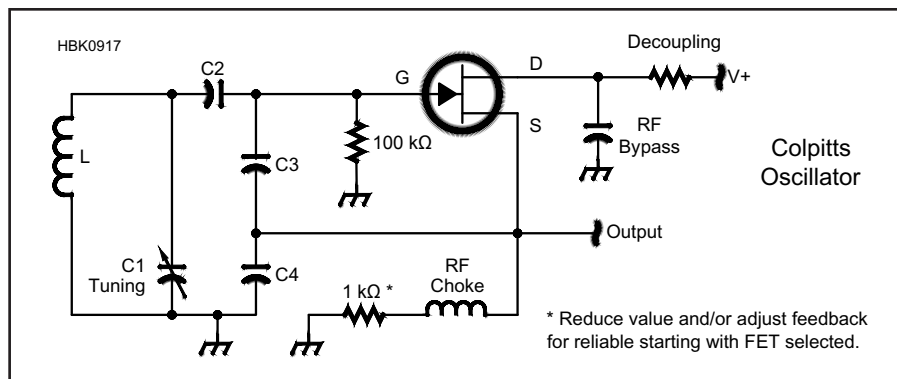 HBK0917
C2
G
D
S
Decoupling
V+
L
100 kΩ
RF
Bypass
C3
Colpitts
Oscillator
C1
Tuning
C4
Output
1 kΩ *
RF
Choke
* Reduce value and/or adjust feedback
for reliable starting with FET selected.